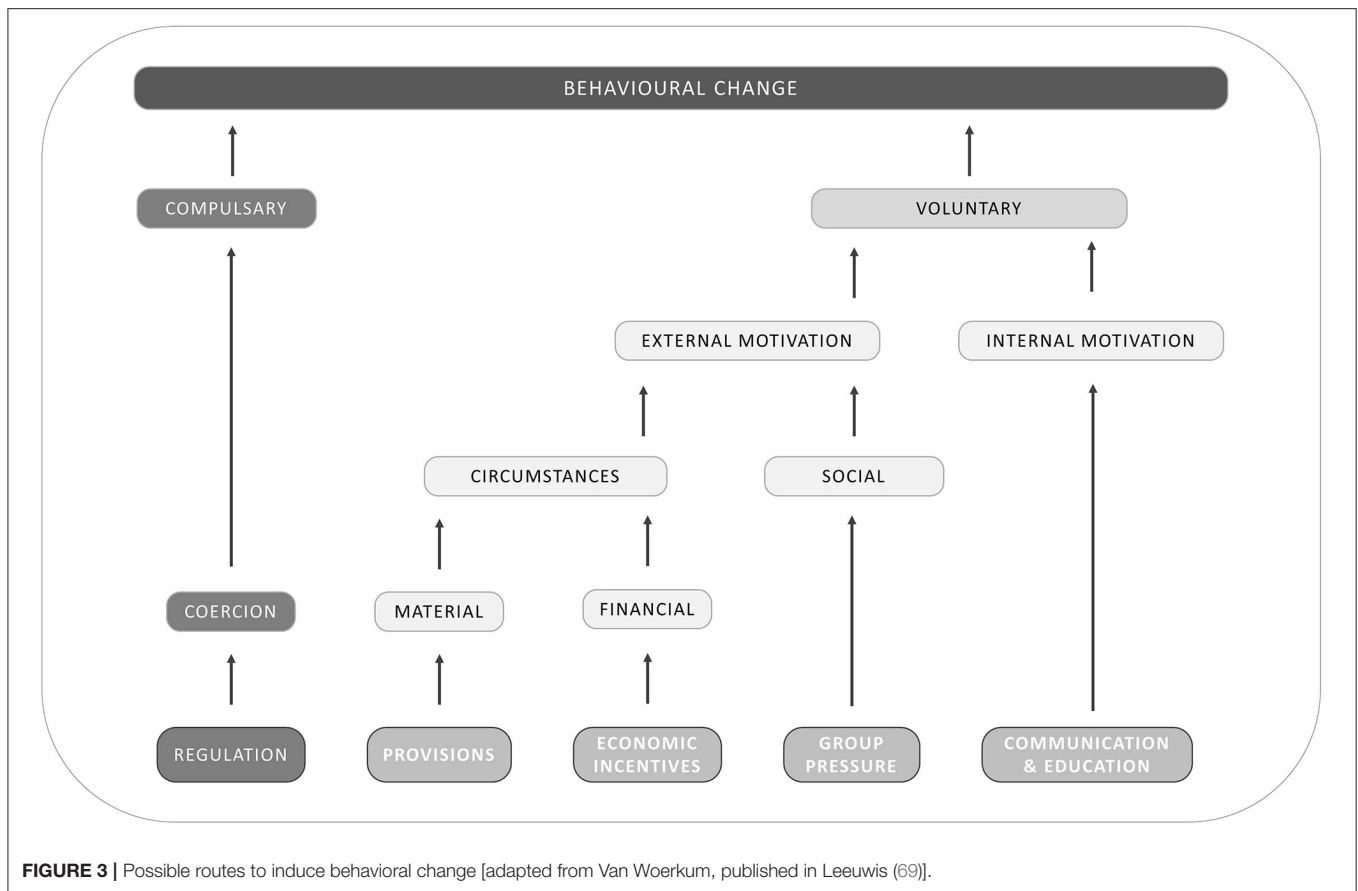 BEHAVIOURAL CHANGE
COMPULSARY
VOLUNTARY
EXTERNAL MOTIVATION
INTERNAL MOTIVATION
CIRCUMSTANCES
SOCIAL
COERCION
MATERIAL
FINANCIAL
REGULATION
PROVISIONS
ECONOMIC
INCENTIVES
GROUP
PRESSURE
COMMUNICATION
& EDUCATION
FIGURE 3 | Possible routes to induce behavioral change [adapted from Van Woerkum, published in Leeuwis (69)].